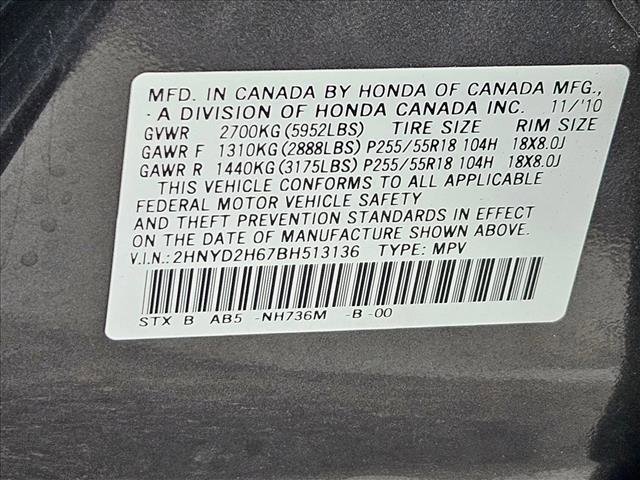 MFD. IN CANADA BY HONDA OF CANADA MFG.,
- A DIVISION OF HONDA CANADA INC. 11/'10
GVWR 2700KG(5952LBS) TIRE SIZE RIM SIZE
GAWR F 1310KG(2888LBS)P255/55R18 104H 18X8.0J
GAWR R 1440KG(3175LBS)P255/55R18 104H 18X8.0J
THIS VEHICLE CONFORMS TO ALL APPLICABLE
FEDERAL MOTOR VEHICLE SAFETY
AND THEFT PREVENTION STANDARDS IN EFFECT
ON THE DATE OF MANUFACTURE SHOWN ABOVE.
V.I.N.:2HNYD2H67BH513136 TYPE: MPV
STX B AB5 -NH736M -B -00